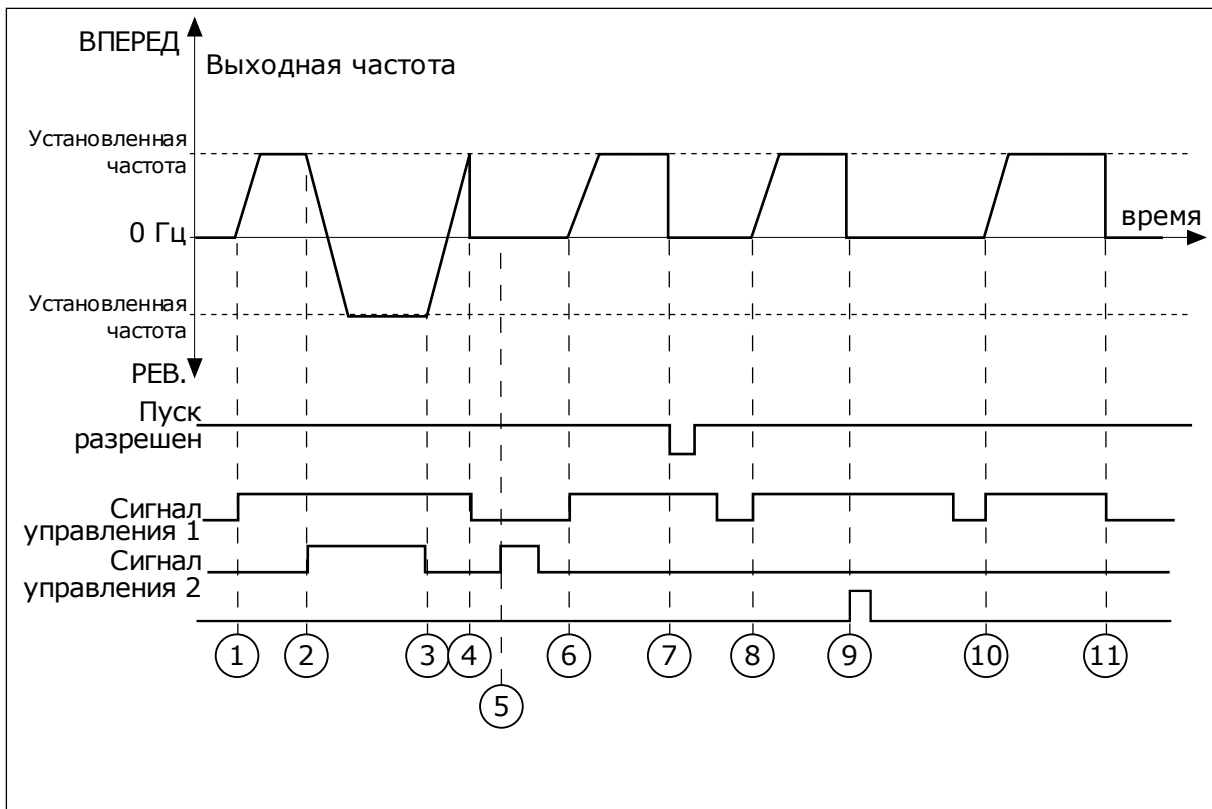 ВПЕРЕД
Выходная частота
Установленная
частота
0 Гц
время
Установленная
частота
РЕВ.
Пуск
разрешен
Сигнал
управления 1
Сигнал
управления 2
1
2
3
4
6
7
8
9
10
11
5